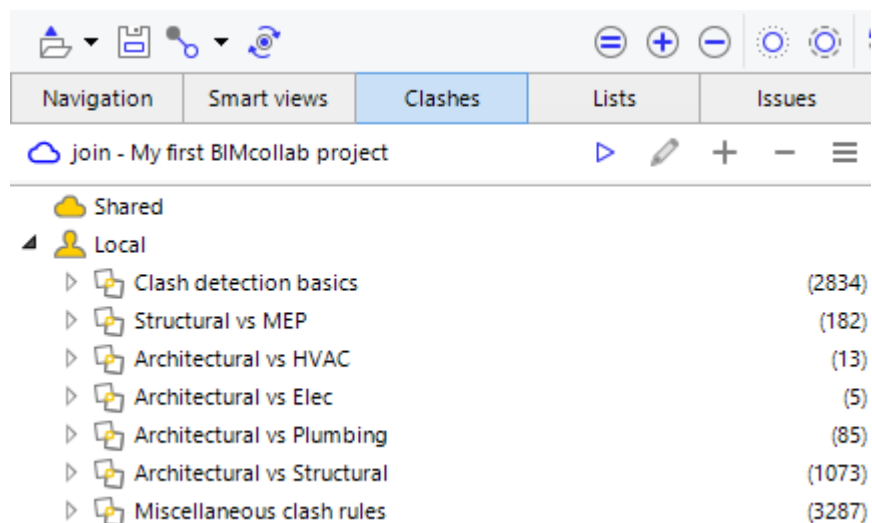 Navigation Smart views Clashes Lists Issues
join - My first BIMcollab project
Shared
Local
Clash detection basics (2834)
Structural vs MEP (182)
Architectural vs HVAC (13)
Architectural vs Elec (5)
Architectural vs Plumbing (85)
Architectural vs Structural (1073)
Miscellaneous clash rules (3287)